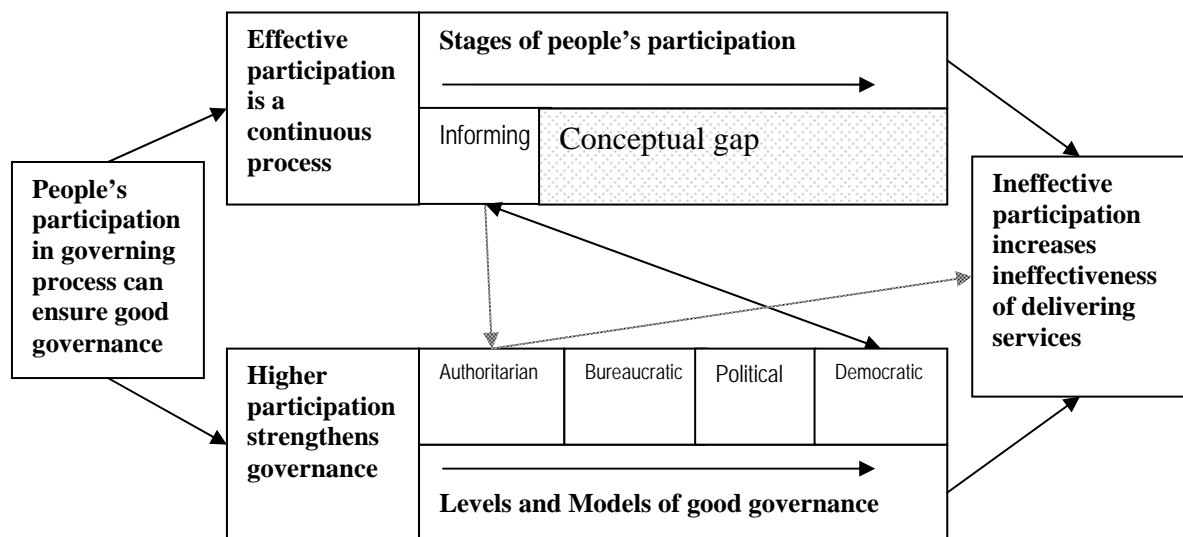 People's
participation
in governing
process can
ensure good
governance
Effective
participation
is a
continuous
process
Stages of people's participation
Informing
Conceptual gap
Higher
participation
strengthens
governance
Authoritarian
Bureaucratic
Political
Democratic
Levels and Models of good governance
Ineffective
participation
increases
ineffectiveness
of delivering
services